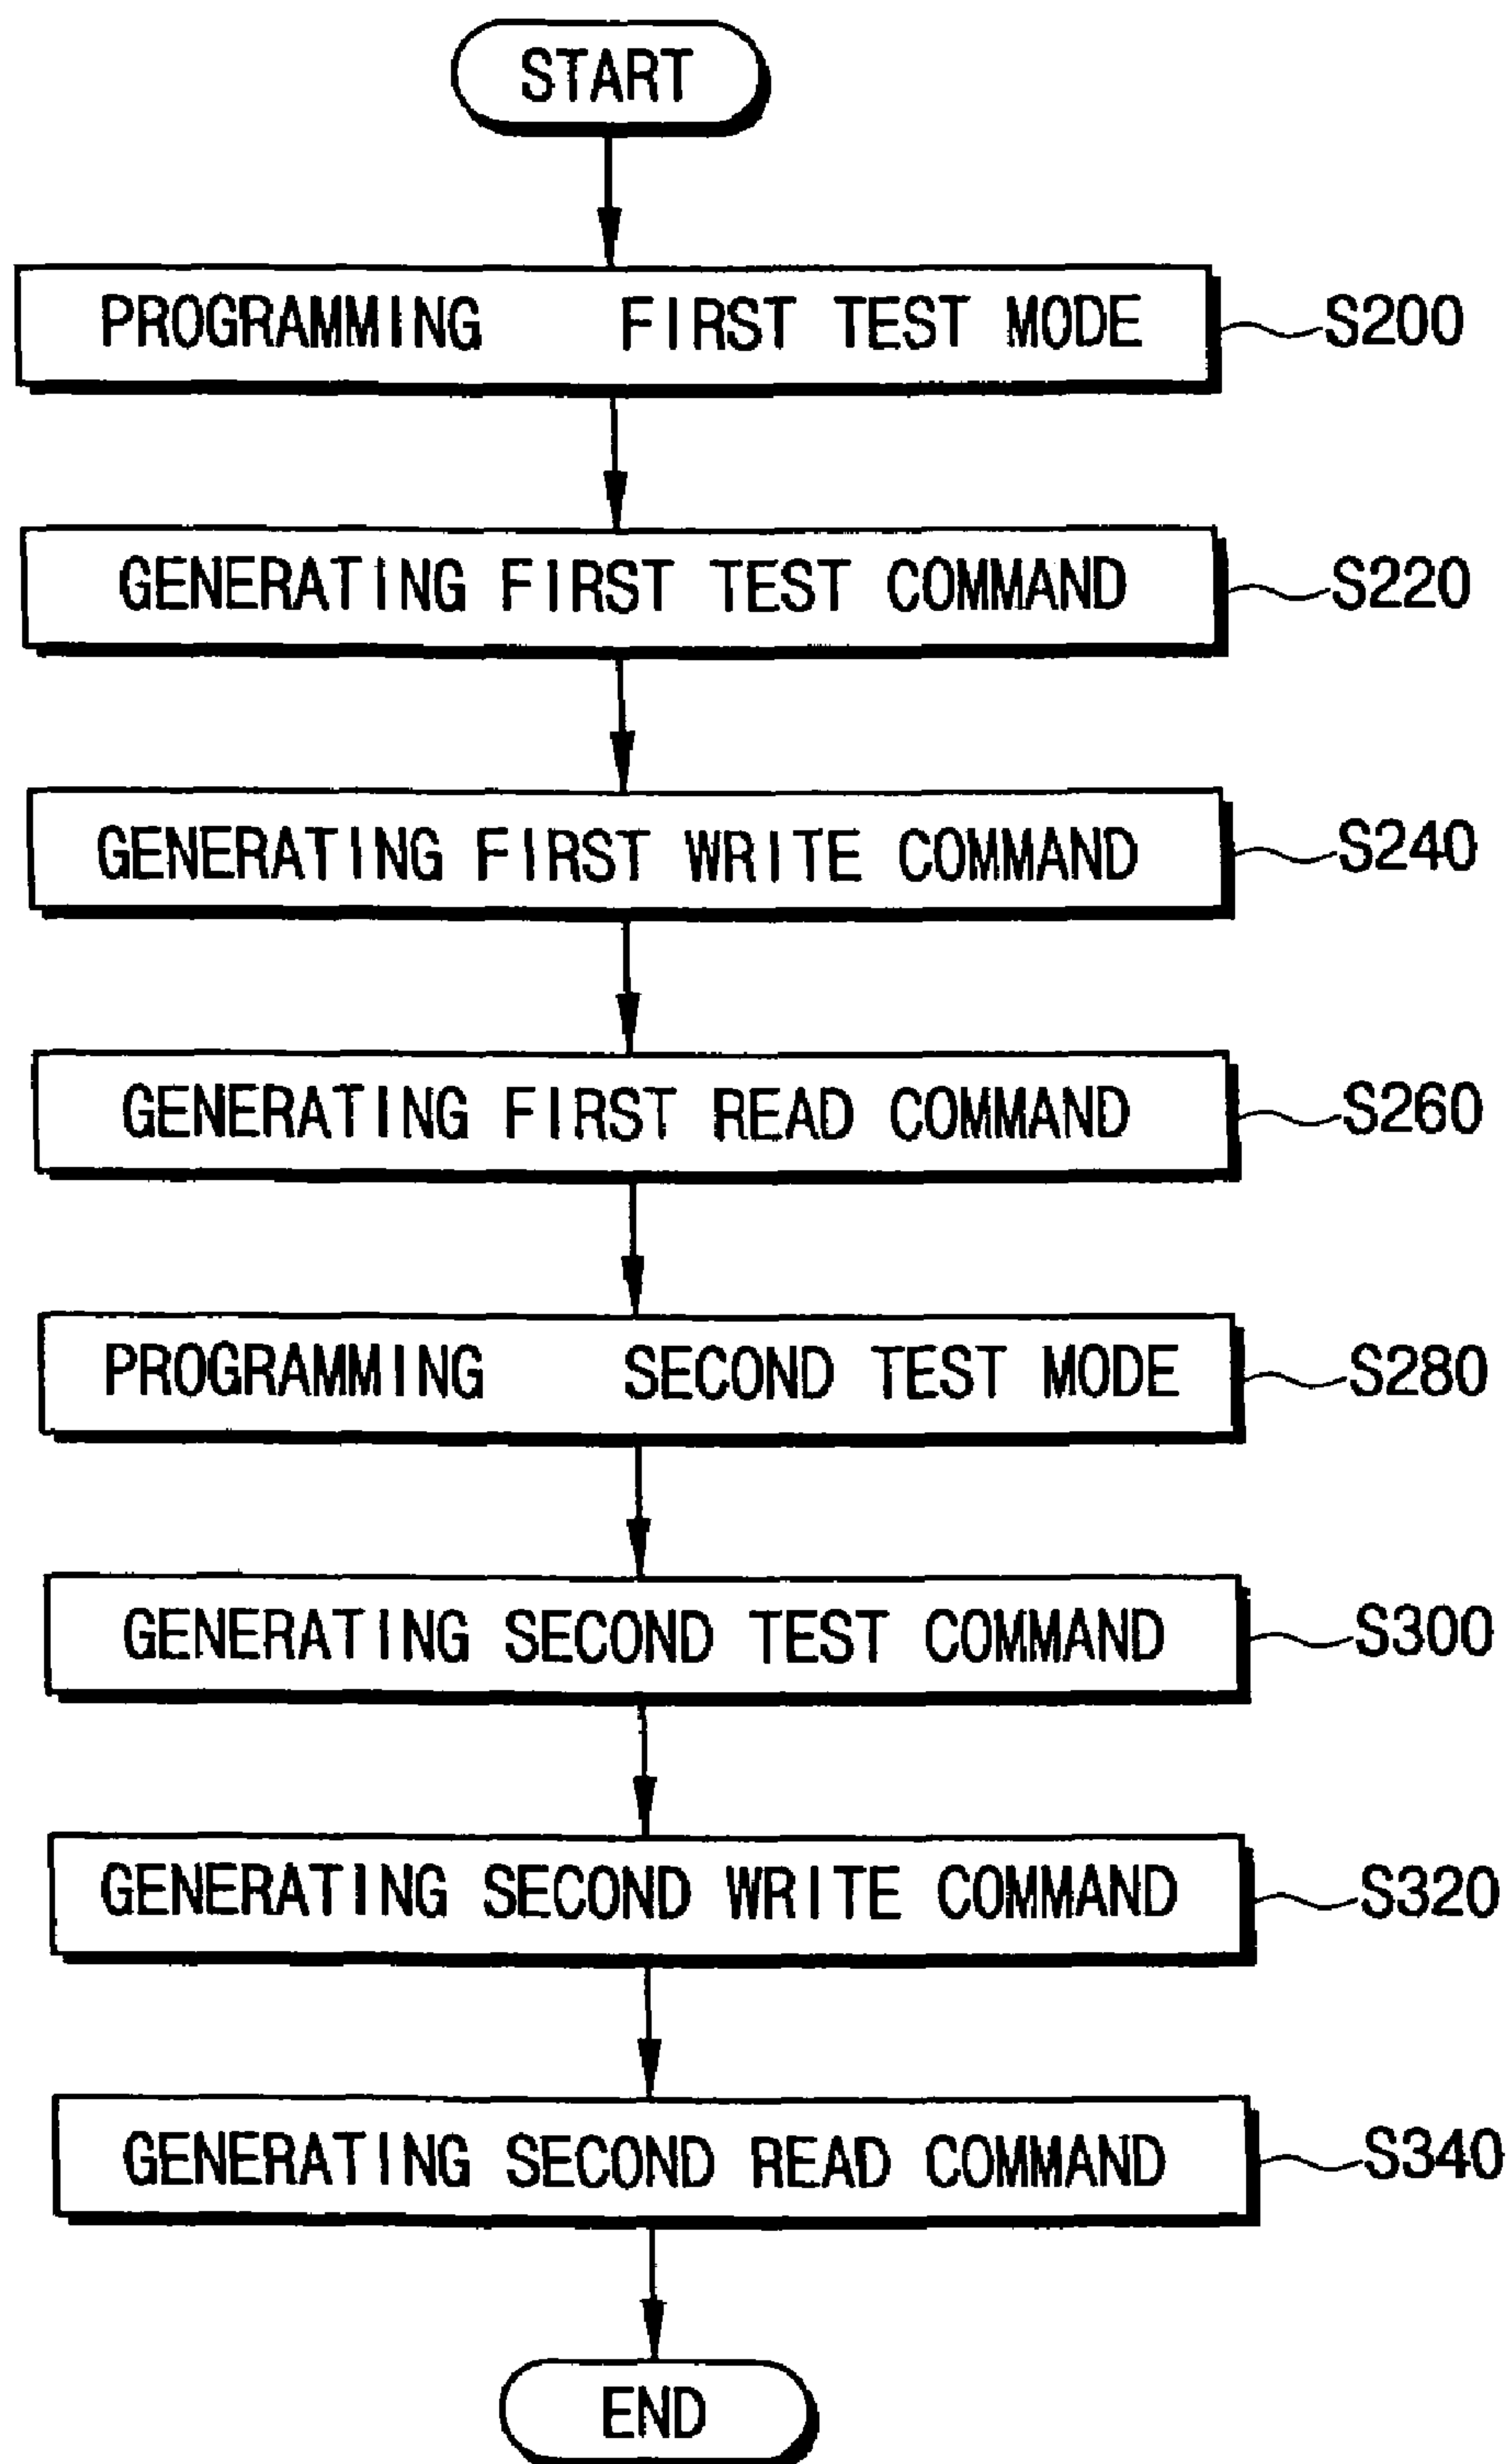 START
PROGRAMMING FIRST TEST MODE S200
GENERATING FIRST TEST COMMAND S220
GENERATING FIRST WRITE COMMAND S240
GENERATING FIRST READ COMMAND S260
PROGRAMMING SECOND TEST MODE S280
GENERATING SECOND TEST COMMAND S300
GENERATING SECOND WRITE COMMAND S320
GENERATING SECOND READ COMMAND S340
END